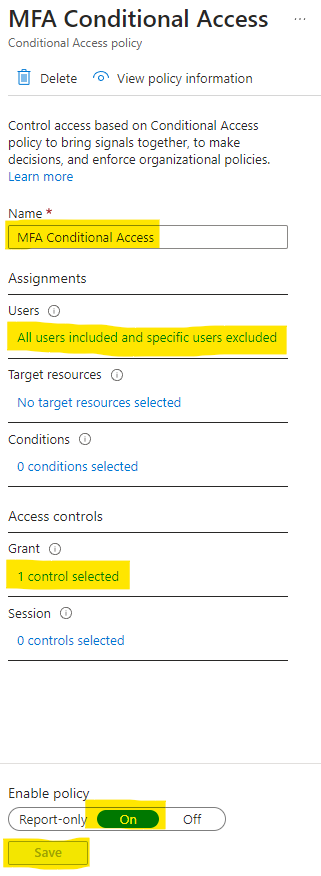 MFA Conditional Access ...
Conditional Access policy
Delete View policy information
Control access based on Conditional Access
policy to bring signals together, to make
decisions, and enforce organizational policies.
Learn more
Name *
MFA Conditional Access
Assignments
Users
All users included and specific users excluded
Target resources
No target resources selected
Conditions
0 conditions selected
Access controls
Grant
1 control selected
Session
0 controls selected
Enable policy
Report-only On Off
Save